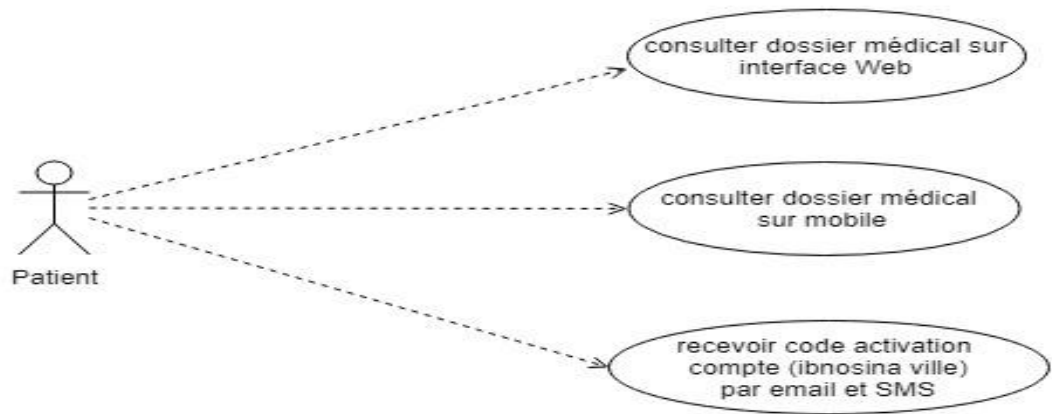 consulter dossier médical sur
interface Web
consulter dossier médical
sur mobile
Patient
recevoir code activation
compte (ibnosina ville)
par email et SMS